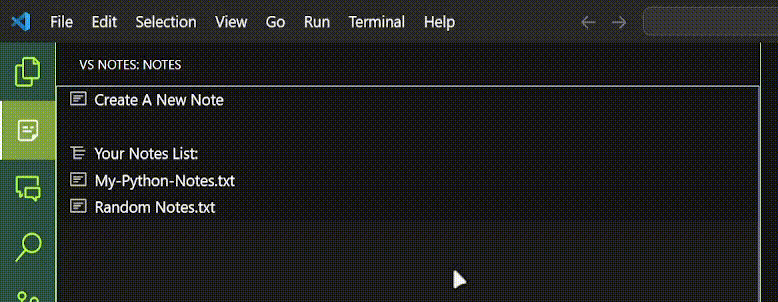 File Edit Selection View Go Run Terminal Help
VS NOTES: NOTES
Create A New Note
Your Notes List:
My-Python-Notes.txt
Random Notes.txt